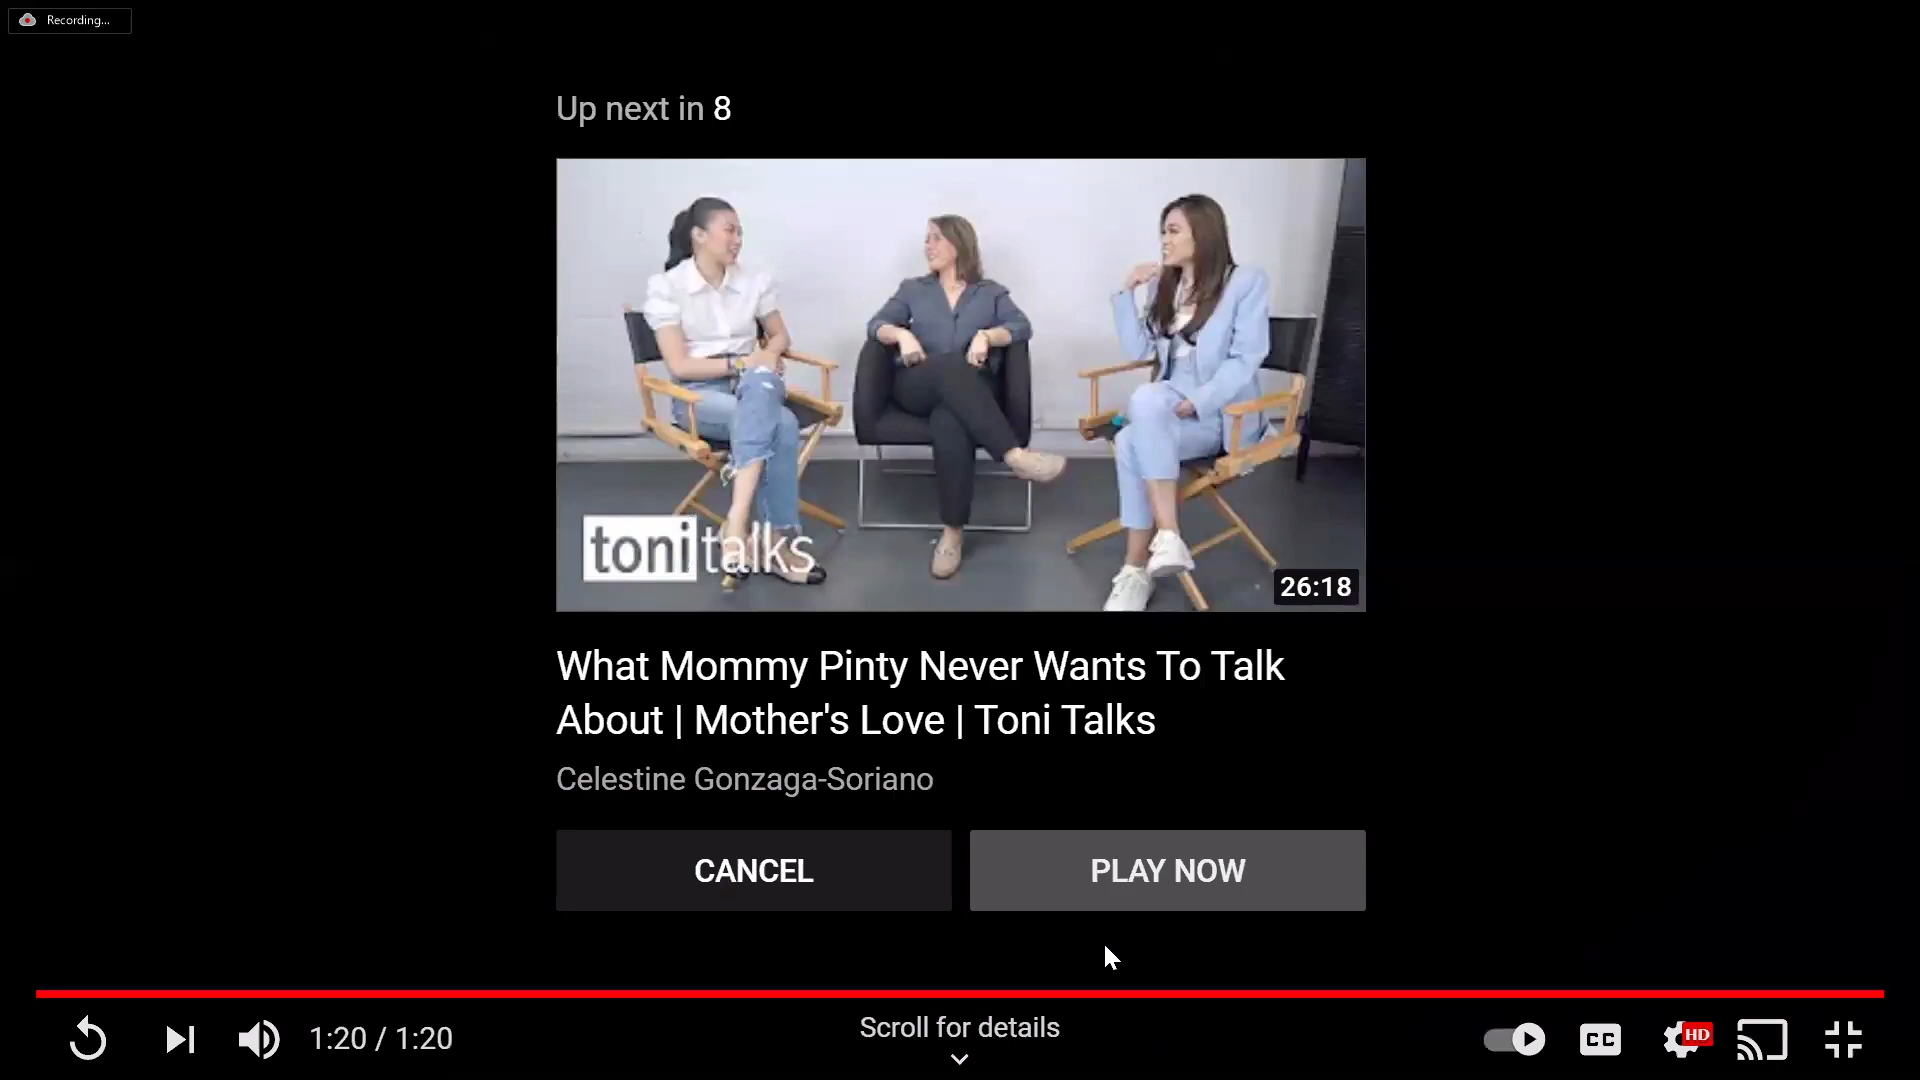 Recording...
Up next in 8
toni talks
26:18
What Mommy Pinty Never Wants To Talk
About | Mother's Love | Toni Talks
Celestine Gonzaga-Soriano
CANCEL
PLAY NOW
1:20 / 1:20
Scroll for details
CC
HD